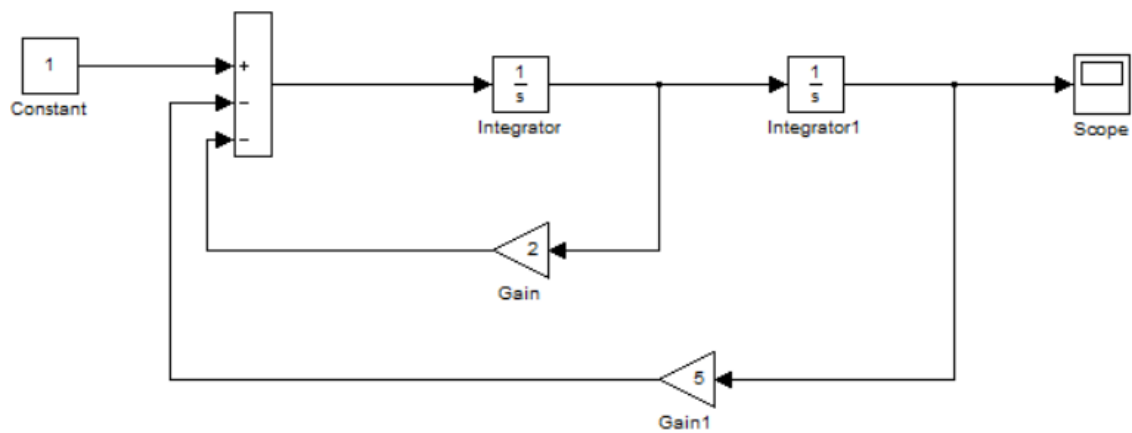 1
Constant
+
−
−
1
s
Integrator
1
s
Integrator1
Scope
2
Gain
5
Gain1